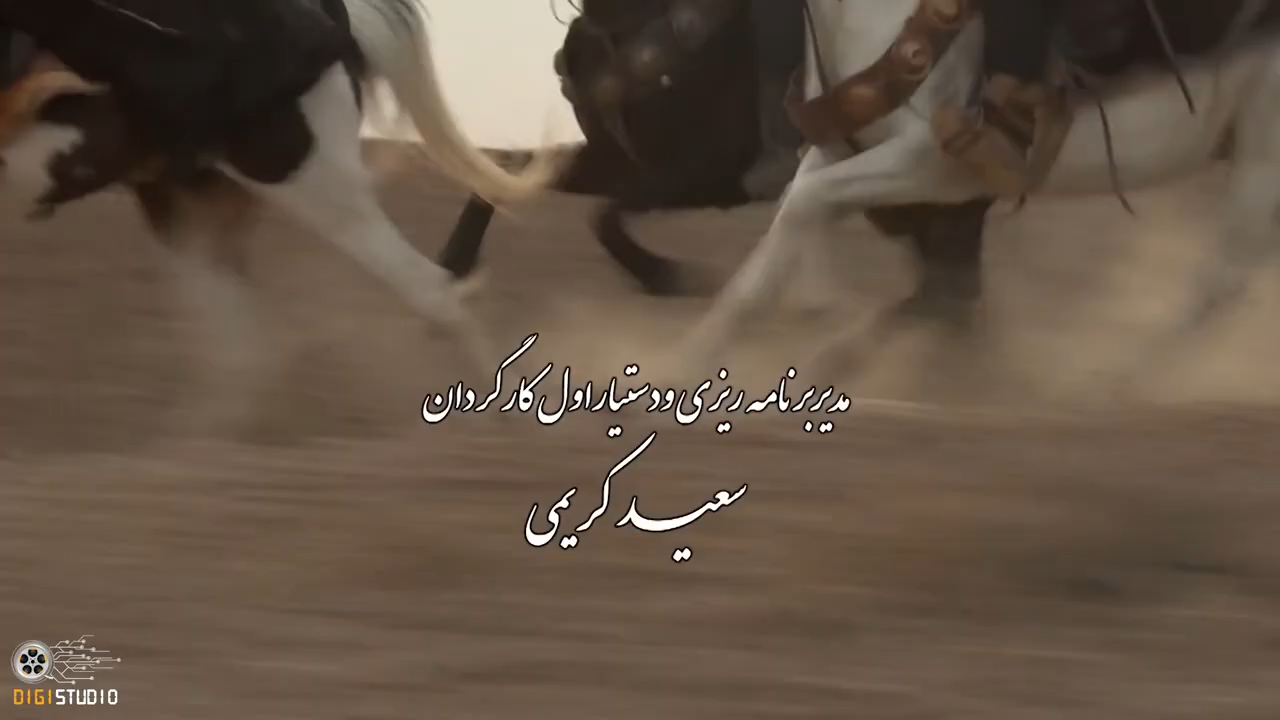 مدیر برنامه ریزی و دستیار اول کارگردان
سعید کریمی
DIGISTUDIO